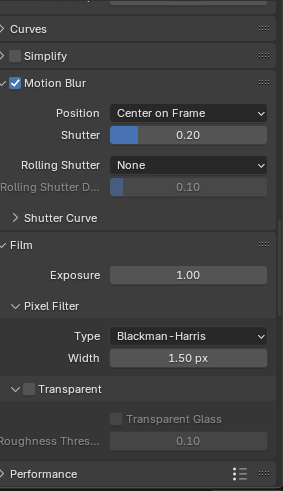 Curves
Simplify
Motion Blur
Position Center on Frame
Shutter 0.20
Rolling Shutter None
Rolling Shutter D... 0.10
Shutter Curve
Film
Exposure 1.00
Pixel Filter
Type Blackman-Harris
Width 1.50 px
Transparent
Transparent Glass
Roughness Thres... 0.10
Performance